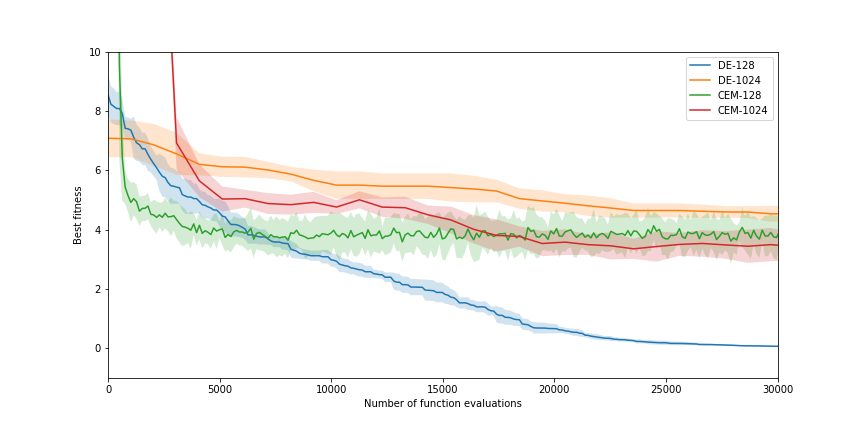 10
8
6
4
2
0
Best fitness
0 5000 10000 15000 20000 25000 30000
Number of function evaluations
DE-128
DE-1024
CEM-128
CEM-1024